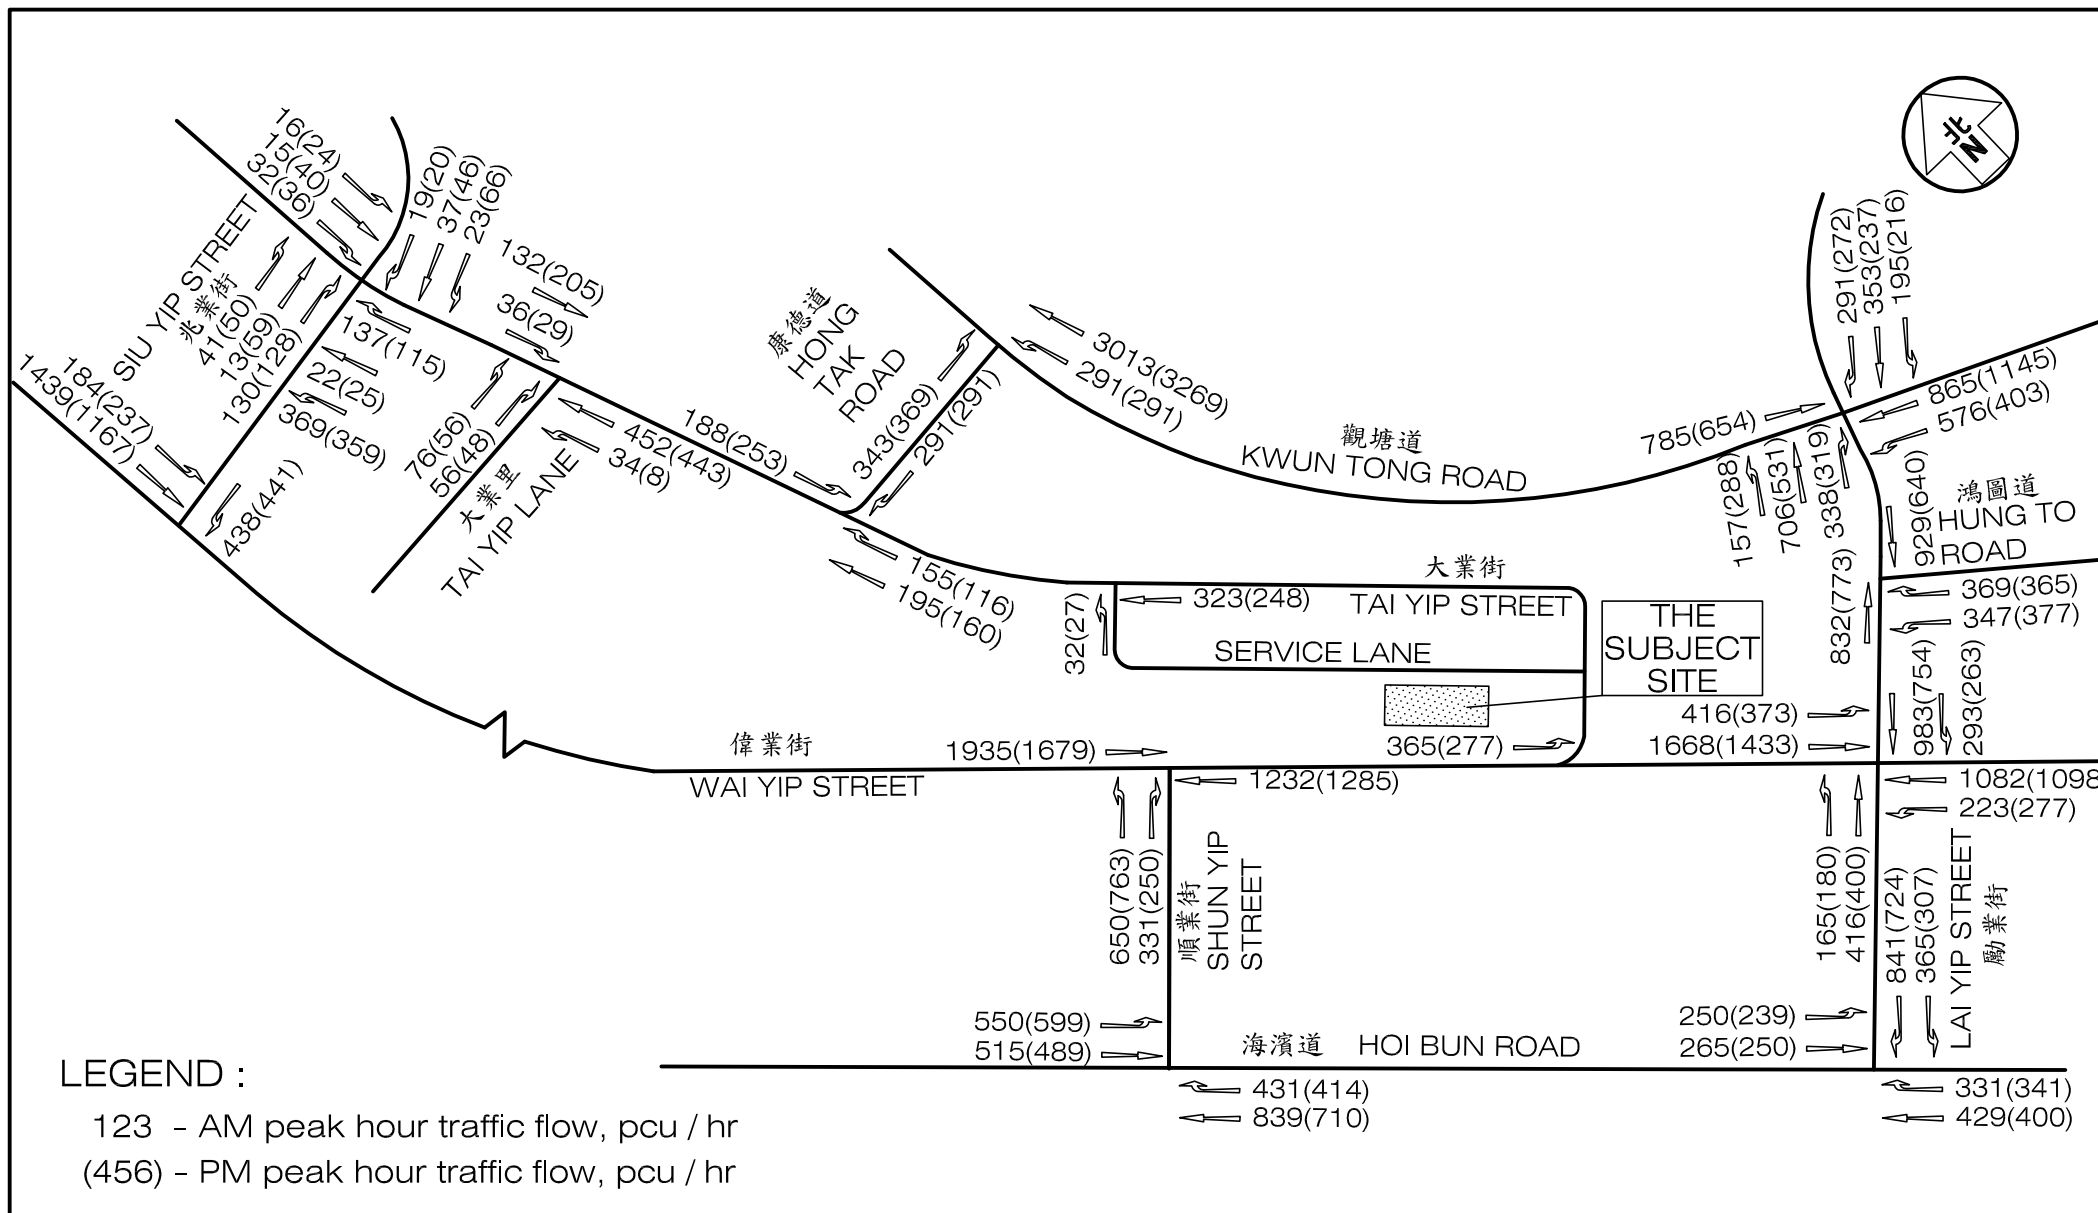 16(24)
15(40)
32(36)
19(20)
37(46)
23(66)
132(205)
36(29)
SIU YIP STREET
兆業街
41(50)
13(59)
130(128)
184(237)
1439(1167)
137(115)
22(25)
369(359)
438(441)
76(56)
56(48)
大業里
TAI YIP LANE
452(443)
34(8)
188(253)
康德道
HONG
TAK
ROAD
343(369)
291(291)
3013(3269)
291(291)
觀塘道
KWUN TONG ROAD
北
N
291(272)
353(237)
195(216)
785(654)
865(1145)
576(403)
157(288)
706(531)
338(319)
929(640)
鴻圖道
HUNG TO
ROAD
832(773)
369(365)
347(377)
155(116)
195(160)
32(27)
323(248)
大業街
TAI YIP STREET
SERVICE LANE
THE
SUBJECT
SITE
983(754)
293(263)
416(373)
1668(1433)
365(277)
偉業街
WAI YIP STREET
1935(1679)
1232(1285)
1082(1098
223(277)
650(763)
331(250)
順業街
SHUN YIP
STREET
165(180)
416(400)
841(724)
365(307)
LAI YIP STREET
勵業街
550(599)
515(489)
海濱道
HOI BUN ROAD
250(239)
265(250)
431(414)
839(710)
331(341)
429(400)
LEGEND :
123 - AM peak hour traffic flow, pcu / hr
(456) - PM peak hour traffic flow, pcu / hr